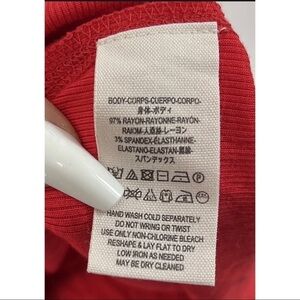 BODY-CORPS-CUERPO-CORPO-
身体-ボディ
97% RAYON-RAYONNE-RAYÓN-
RAION-人造絲-レーヨン
3% SPANDEX-ELASTHANNE-
ELASTANO-ELASTAN-氨綸-
スパンデックス
HAND WASH COLD SEPARATELY
DO NOT WRING OR TWIST
USE ONLY NON-CHLORINE BLEACH
RESHAPE & LAY FLAT TO DRY
LOW IRON AS NEEDED
MAY BE DRY CLEANED